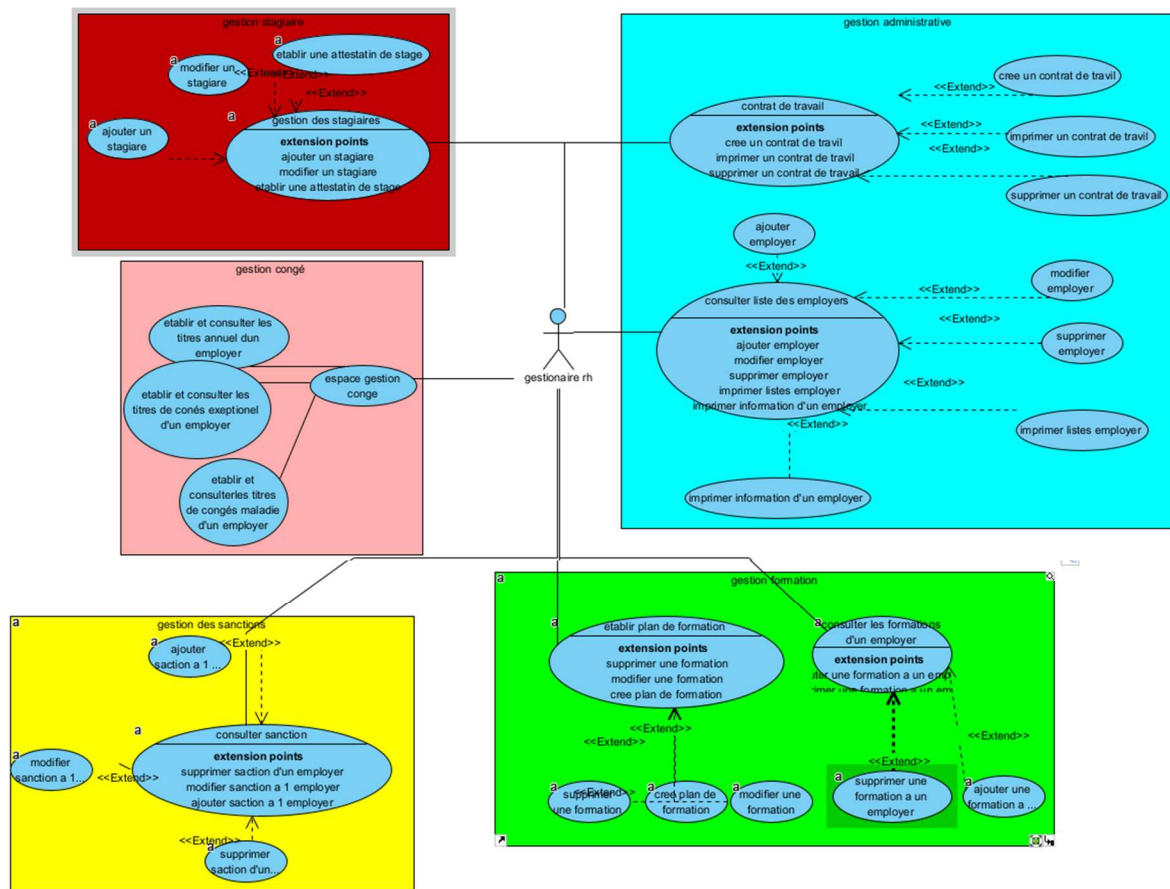 gestion stagiaire
a
etablir une attestatin de stage
a
modifier un
stagiare
<<Extend>>
<<Extend>>
<<Extend>>
a
ajouter un
stagiare
a
gestion des stagiaires
extension points
ajouter un stagiare
modifier un stagiare
etablir une attestatin de stage
gestion administrative
cree un contrat de travil
<<Extend>>
contrat de travail
extension points
cree un contrat de travil
imprimer un contrat de travil
supprimer un contrat de travail
<<Extend>>
imprimer un contrat de travil
<<Extend>>
supprimer un contrat de travail
ajouter
employer
<<Extend>>
modifier
employer
consulter liste des employers
extension points
ajouter employer
modifier employer
supprimer employer
imprimer listes employer
imprimer information d'un employer
<<Extend>>
<<Extend>>
supprimer
employer
<<Extend>>
<<Extend>>
imprimer listes employer
imprimer information d'un employer
gestion congé
etablir et consulter les
titres annuel dun
employer
etablir et consulter les
titres de conés exeptionel
d'un employer
espace gestion
conge
etablir et
consulterles titres
de congés maladie
d'un employer
gestionaire rh
a
gestion des sanctions
a
ajouter
saction a 1 ...
<<Extend>>
a
consulter sanction
extension points
supprimer saction d'un employer
modifier sanction a 1 employer
ajouter saction a 1 employer
a
modifier
sanction a 1...
<<Extend>>
<<Extend>>
a
supprimer
saction d'un...
a
gestion formation
a
etablir plan de formation
extension points
supprimer une formation
modifier une formation
cree plan de formation
a
consulter les formations
d'un employer
extension points
<<Extend>>
<<Extend>>
<<Extend>>
<<Extend>>
<<Extend>>
a
supprimer
une formation
a
cree plan de
formation
a
modifier une
formation
a
supprimer une
formation a un
employer
a
ajouter une
formation a ...